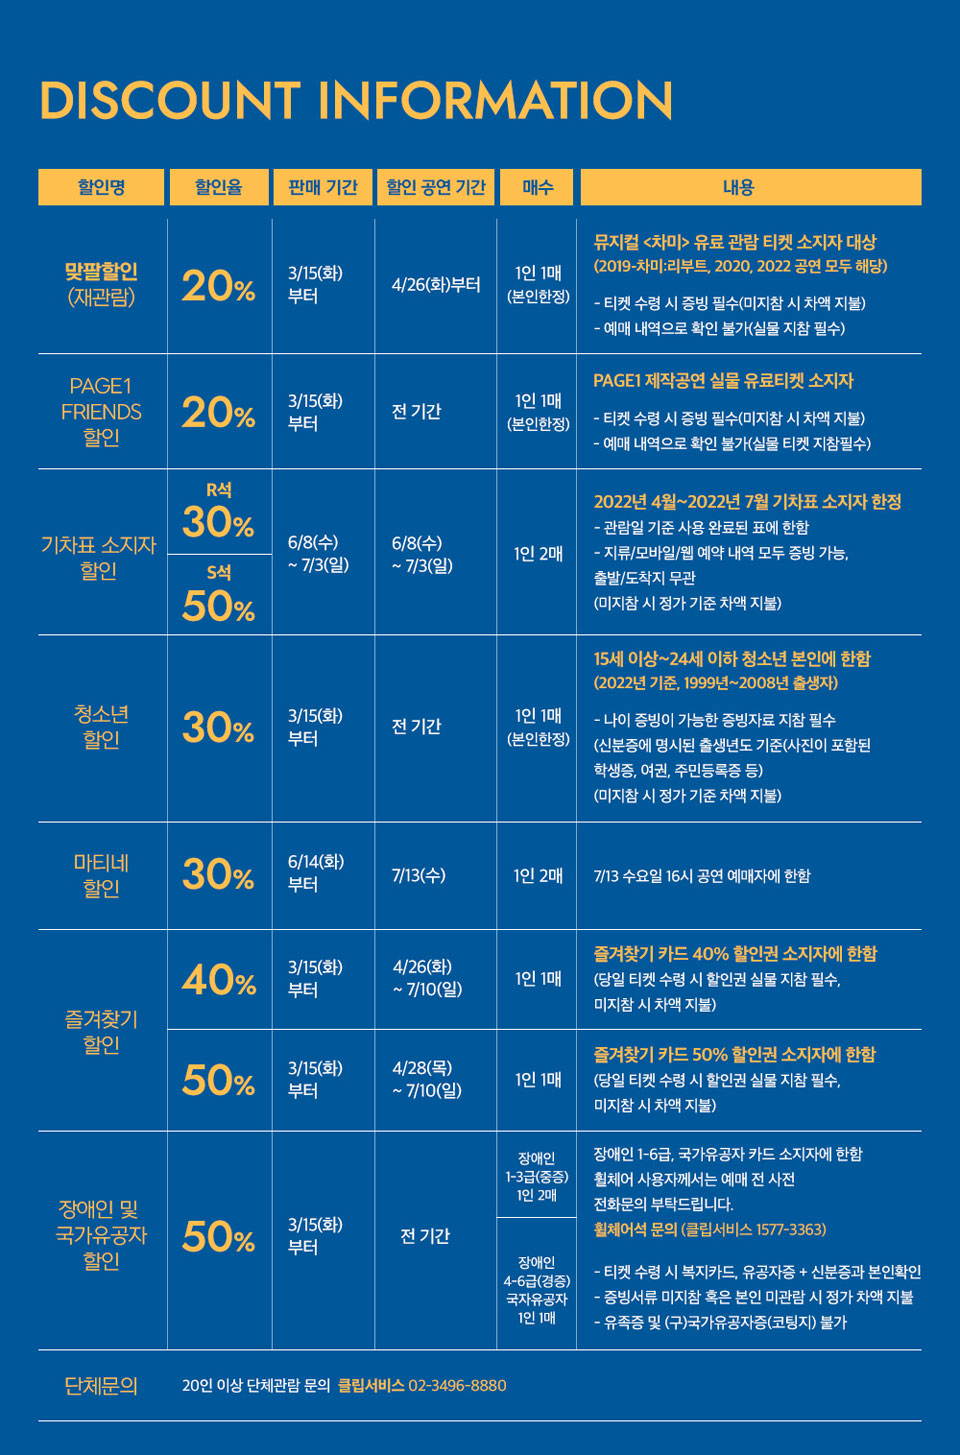 DISCOUNT INFORMATION
할인명
할인율
판매 기간
할인 공연 기간
매수
내용
맞팔할인
(재관람)
20%
3/15(화)
부터
4/26(화)부터
1인 1매
(본인한정)
뮤지컬 <차미> 유료 관람 티켓 소지자 대상
(2019-차미:리부트, 2020, 2022 공연 모두 해당)
- 티켓 수령 시 증빙 필수(미지참 시 차액 지불)
- 예매 내역으로 확인 불가(실물 지참 필수)
PAGE1
FRIENDS
할인
20%
3/15(화)
부터
전 기간
1인 1매
(본인한정)
PAGE1 제작공연 실물 유료티켓 소지자
- 티켓 수령 시 증빙 필수(미지참 시 차액 지불)
- 예매 내역으로 확인 불가(실물 티켓 지참필수)
기차표 소지자
할인
R석
30%
S석
50%
6/8(수)
~ 7/3(일)
6/8(수)
~ 7/3(일)
1인 2매
2022년 4월~2022년 7월 기차표 소지자 한정
- 관람일 기준 사용 완료된 표에 한함
- 지류/모바일/웹 예약 내역 모두 증빙 가능,
출발/도착지 무관
(미지참 시 정가 기준 차액 지불)
청소년
할인
30%
3/15(화)
부터
전 기간
1인 1매
(본인한정)
15세 이상~24세 이하 청소년 본인에 한함
(2022년 기준, 1999년~2008년 출생자)
- 나이 증빙이 가능한 증빙자료 지참 필수
(신분증에 명시된 출생년도 기준(사진이 포함된
학생증, 여권, 주민등록증 등)
(미지참 시 정가 기준 차액 지불)
마티네
할인
30%
6/14(화)
부터
7/13(수)
1인 2매
7/13 수요일 16시 공연 예매자에 한함
즐겨찾기
할인
40%
3/15(화)
부터
4/26(화)
~ 7/10(일)
1인 1매
즐겨찾기 카드 40% 할인권 소지자에 한함
(당일 티켓 수령 시 할인권 실물 지참 필수,
미지참 시 차액 지불)
50%
3/15(화)
부터
4/28(목)
~ 7/10(일)
1인 1매
즐겨찾기 카드 50% 할인권 소지자에 한함
(당일 티켓 수령 시 할인권 실물 지참 필수,
미지참 시 차액 지불)
장애인 및
국가유공자
할인
50%
3/15(화)
부터
전 기간
장애인
1-3급(중증)
1인 2매
장애인
4-6급(경증)
국자유공자
1인 1매
장애인 1-6급, 국가유공자 카드 소지자에 한함
휠체어 사용자께서는 예매 전 사전
전화문의 부탁드립니다.
휠체어석 문의 (클립서비스 1577-3363)
- 티켓 수령 시 복지카드, 유공자증 + 신분증과 본인확인
- 증빙서류 미지참 혹은 본인 미관람 시 정가 차액 지불
- 유족증 및 (구)국가유공자증(코팅지) 불가
단체문의
20인 이상 단체관람 문의 클립서비스 02-3496-8880